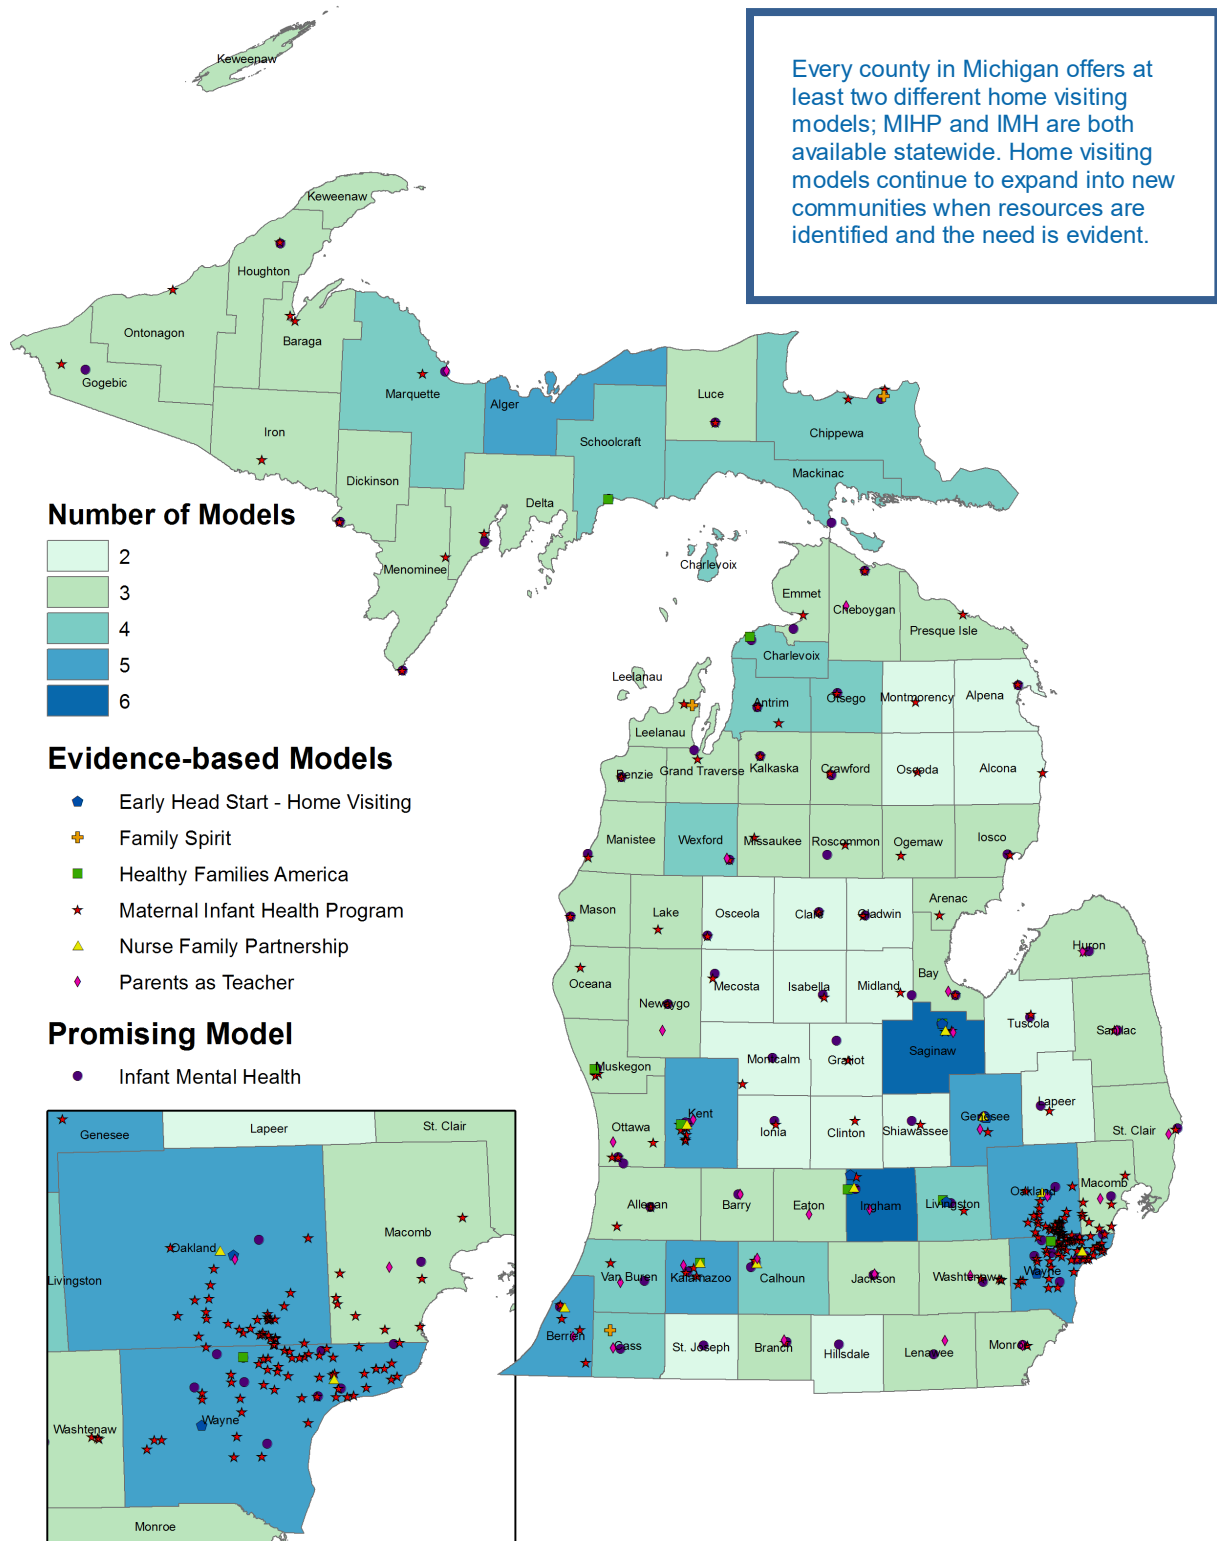 Keweenaw
Every county in Michigan offers at
least two different home visiting
models; MIHP and IMH are both
available statewide. Home visiting
models continue to expand into new
communities when resources are
identified and the need is evident.
Keweenaw
Houghton
Ontonagon
Baraga
Gogebic
Marquette
Alger
Luce
Iron
Schoolcraft
Chippewa
Dickinson
Mackinac
Delta
Menominee
Number of Models
2
3
4
5
6
Charlevoix
Emmet
Cheboygan
Presque Isle
Charlevoix
Leelanau
Antrim
Otsego
Montmorency
Alpena
Leelanau
Benzie
Grand Traverse
Kalkaska
Crawford
Oscoda
Alcona
Manistee
Wexford
Missaukee
Roscommon
Ogemaw
Iosco
Evidence-based Models
Early Head Start - Home Visiting
Family Spirit
Healthy Families America
Maternal Infant Health Program
Nurse Family Partnership
Parents as Teacher
Promising Model
Infant Mental Health
Mason
Lake
Osceola
Clare
Gladwin
Arenac
Huron
Oceana
Newaygo
Mecosta
Isabella
Midland
Bay
Tuscola
Sanilac
Muskegon
Montcalm
Gratiot
Saginaw
Kent
Ottawa
Ionia
Clinton
Shiawassee
Genesee
Lapeer
St. Clair
Allegan
Barry
Eaton
Ingham
Livingston
Oakland
Macomb
Van Buren
Kalamazoo
Calhoun
Jackson
Washtenaw
Wayne
Berrien
Cass
St. Joseph
Branch
Hillsdale
Lenawee
Monroe
Genesee
Lapeer
St. Clair
Oakland
Macomb
Livingston
Wayne
Washtenaw
Monroe